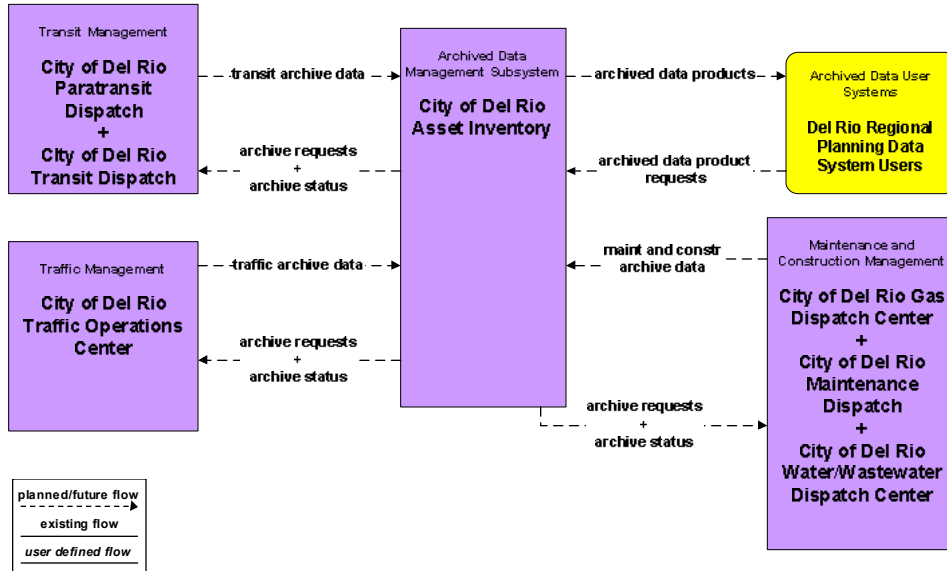 Transit Management
City of Del Rio
Paratransit
Dispatch
+
City of Del Rio
Transit Dispatch
transit archive data
archive requests
+
archive status
Traffic Management
City of Del Rio
Traffic Operations
Center
traffic archive data
archive requests
+
archive status
Archived Data
Management Subsystem
City of Del Rio
Asset Inventory
archived data products
archived data product
requests
Archived Data User
Systems
Del Rio Regional
Planning Data
System Users
maint and constr
archive data
archive requests
+
archive status
Maintenance and
Construction Management
City of Del Rio Gas
Dispatch Center
+
City of Del Rio
Maintenance
Dispatch
+
City of Del Rio
Water/Wastewater
Dispatch Center
planned/future flow
existing flow
user defined flow